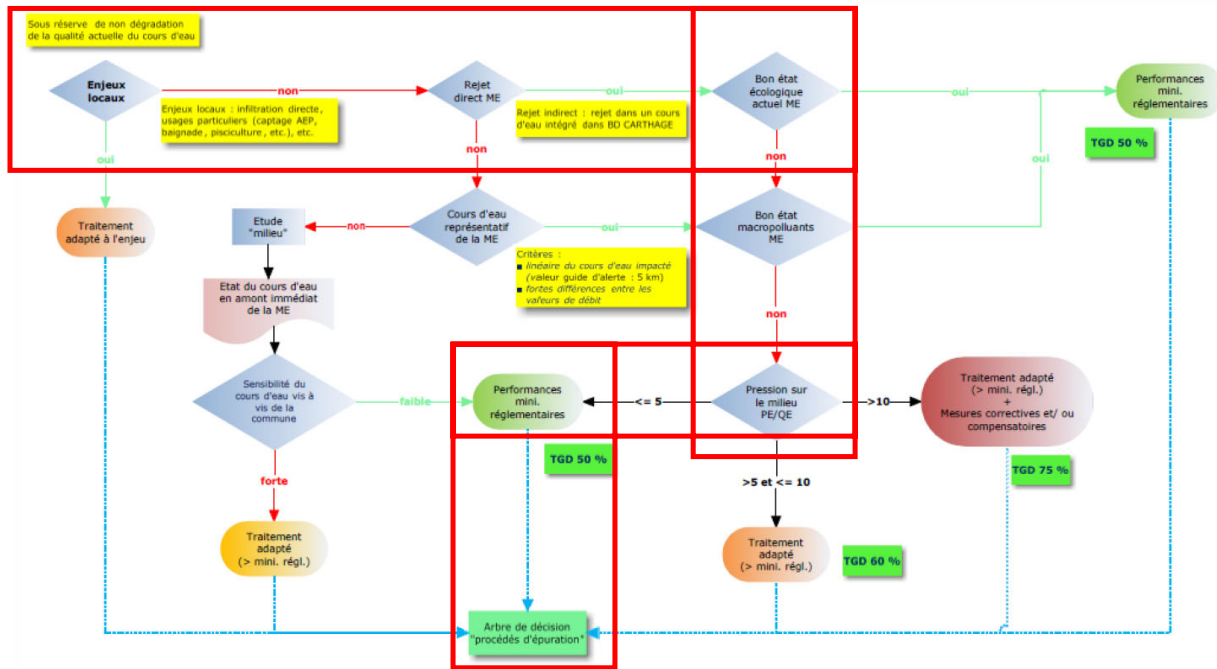 Sous réserve de non dégradation
de la qualité actuelle du cours d'eau
Enjeux
locaux
non
Enjeux locaux : infiltration directe,
usages particuliers (captage AEP,
baignade, pisciculture, etc.), etc.
Rejet
direct ME
oui
Rejet indirect : rejet dans un cours
d'eau intégré dans BD CARTHAGE
Bon état
écologique
actuel ME
oui
Performances
mini.
réglementaires
TGD 50 %
oui
non
non
oui
Traitement
adapté à l'enjeu
Etude
"milieu"
non
Cours d'eau
représentatif
de la ME
oui
Bon état
macropolluants
ME
Critères :
▪ linéaire du cours d'eau impacté
(valeur guide d'alerte : 5 km)
▪ fortes différences entre les
valeurs de débit
Etat du cours d'eau
en amont immédiat
de la ME
non
Sensibilité du
cours d'eau vis à
vis de la
commune
faible
Performances
mini.
réglementaires
<= 5
Pression sur
le milieu
PE/QE
>10
Traitement adapté
(> mini. régl.)
+
Mesures correctives et/ ou
compensatoires
TGD 50 %
TGD 75 %
forte
>5 et <= 10
Traitement
adapté
(> mini. régl.)
Traitement
adapté
(> mini. régl.)
TGD 60 %
Arbre de décision
"procédés d'épuration"